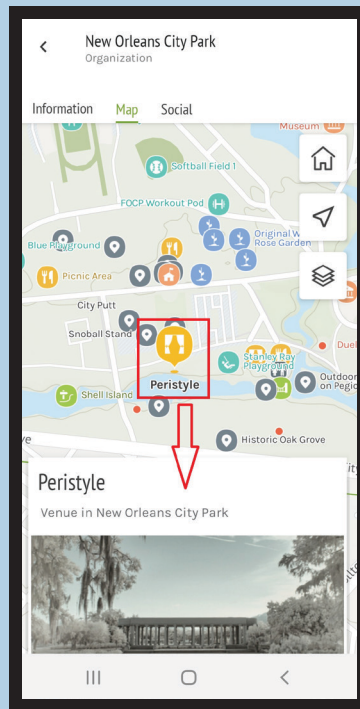 New Orleans City Park
Organization
Information Map Social
Museum
Softball Field 1
FOCP Workout Pod
Original W
Rose Garden
Blue Playground
Picnic Area
City Putt
Snoball Stand
Duel
Stanley Ray
Playground
Peristyle
Outdoor
on Pegic
Shell Island
Historic Oak Grove
Peristyle
Venue in New Orleans City Park